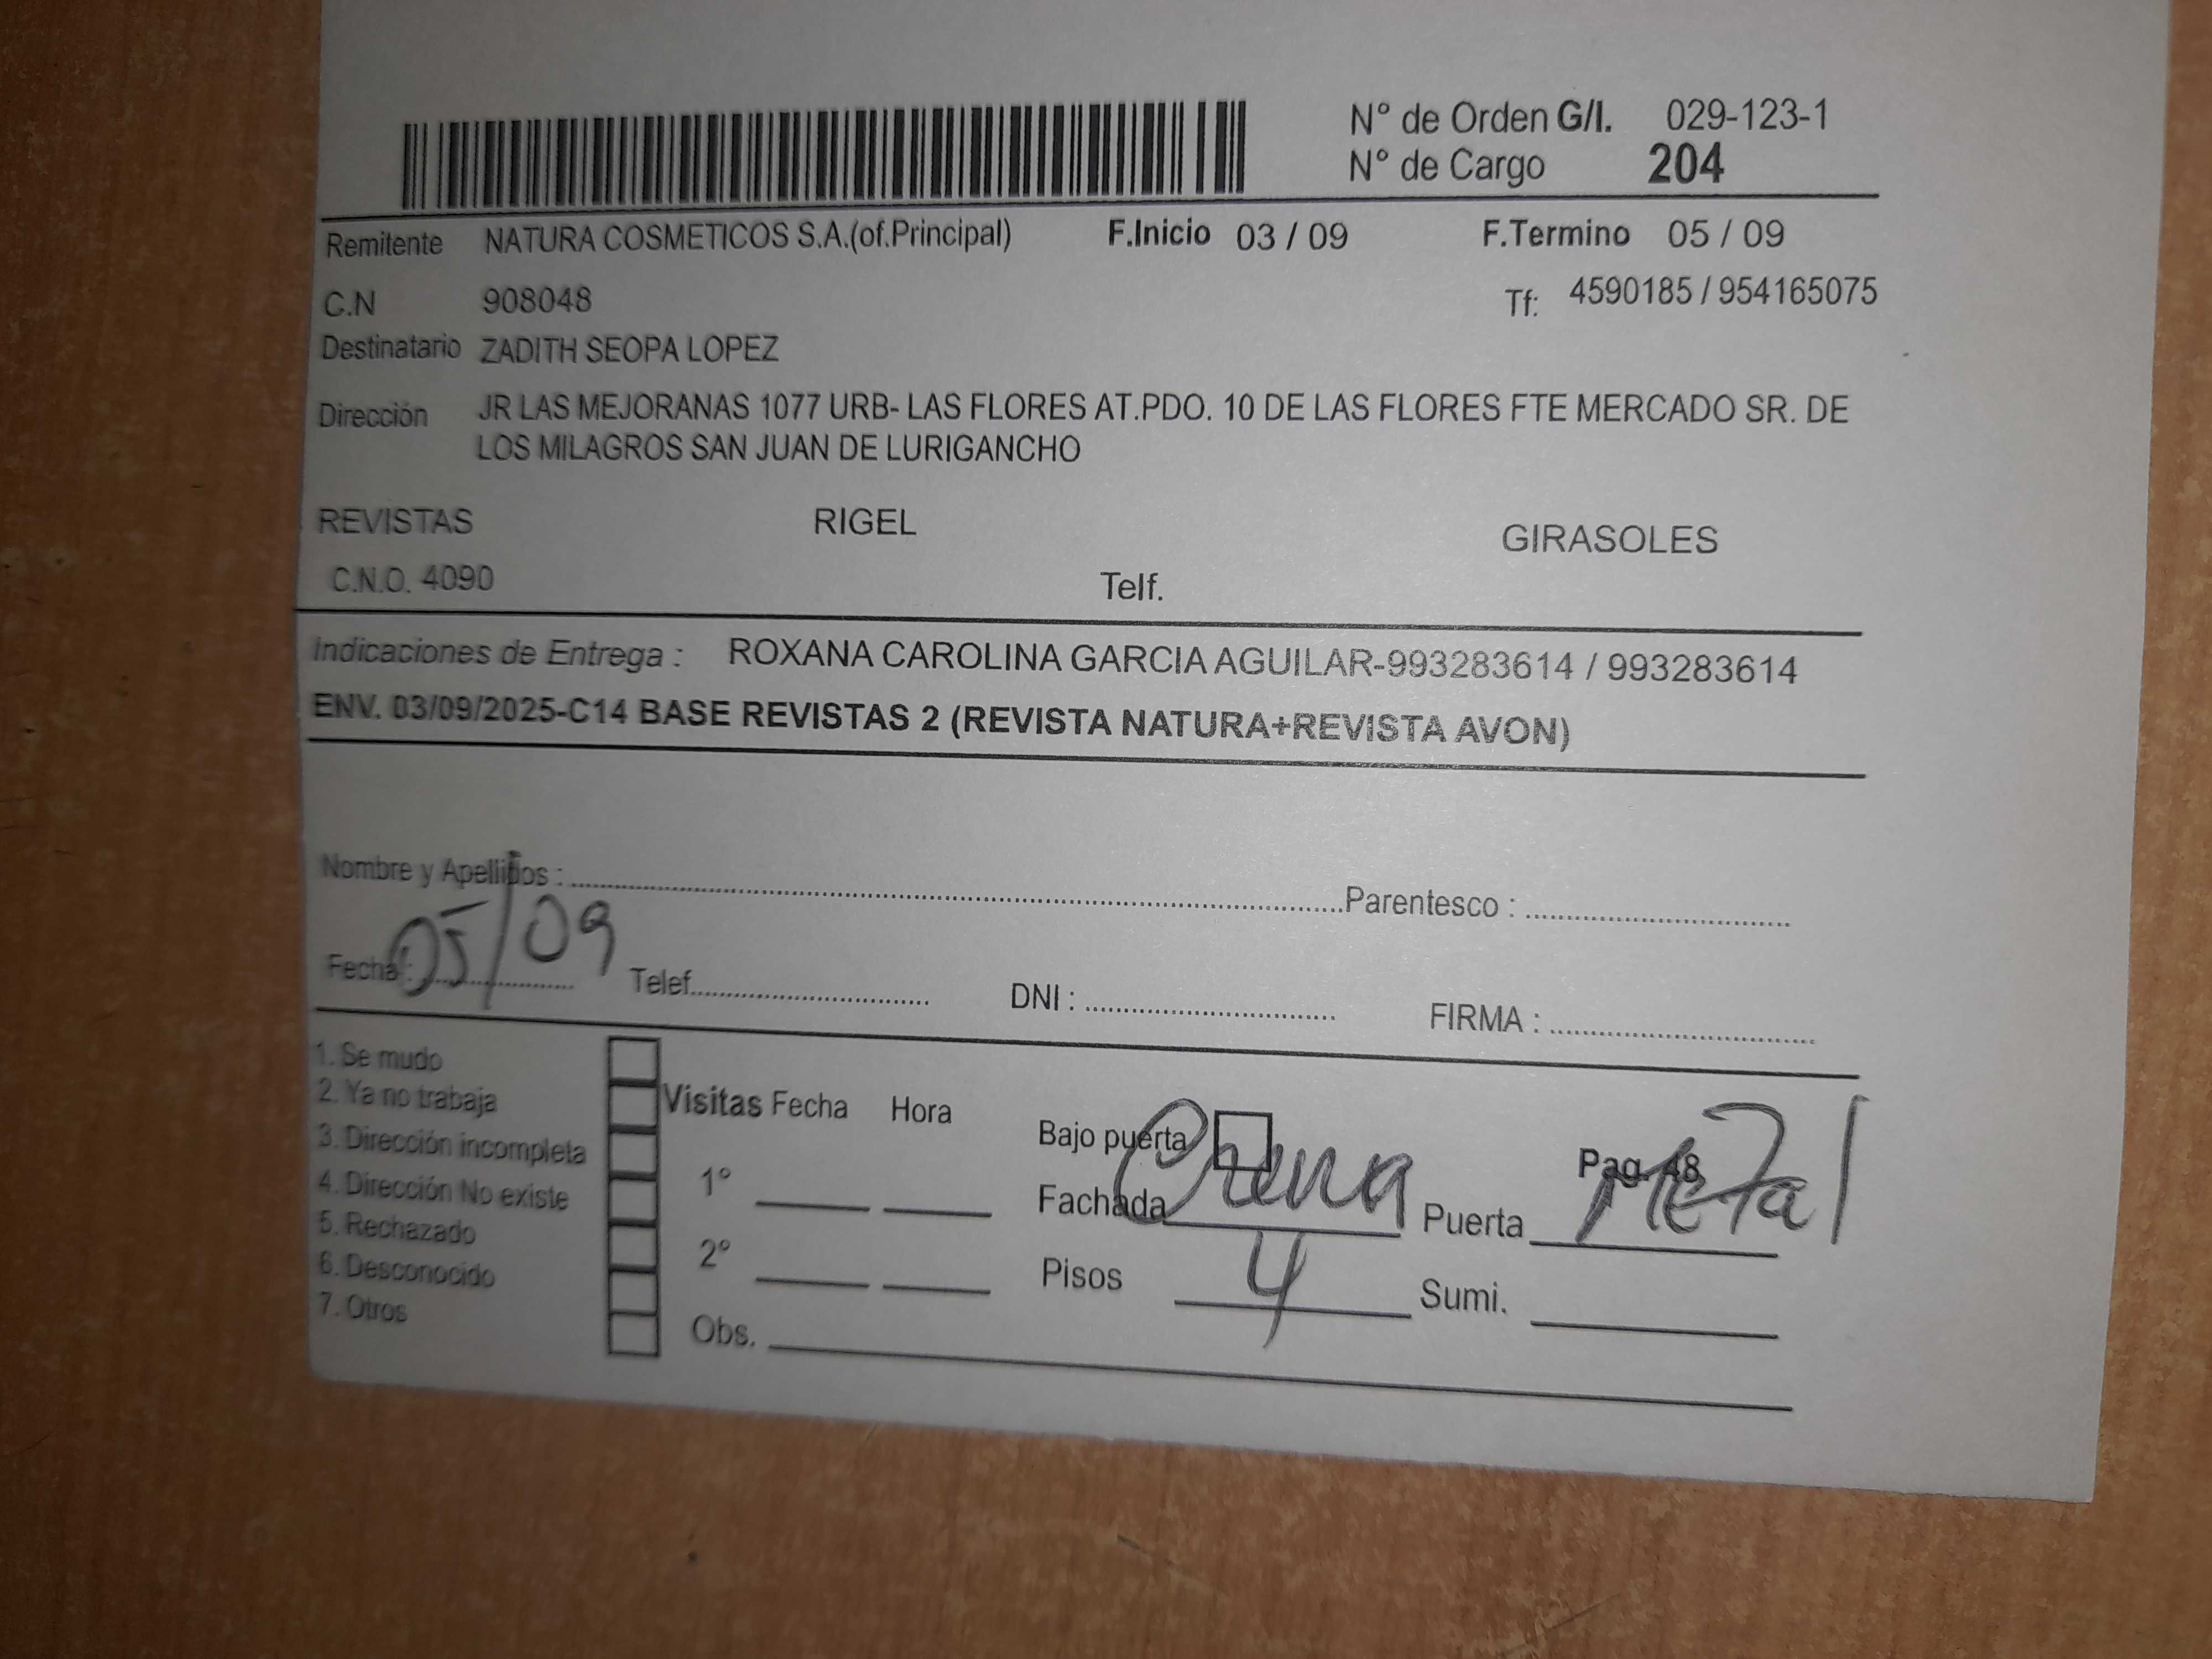 N° de Orden G/I. 029-123-1
N° de Cargo 204
Remitente NATURA COSMETICOS S.A.(of.Principal) F.Inicio 03 / 09 F.Termino 05 / 09
C.N 908048 Tf: 4590185 / 954165075
Destinatario ZADITH SEOPA LOPEZ
Dirección JR LAS MEJORANAS 1077 URB- LAS FLORES AT.PDO. 10 DE LAS FLORES FTE MERCADO SR. DE
LOS MILAGROS SAN JUAN DE LURIGANCHO
REVISTAS RIGEL GIRASOLES
C.N.O. 4090 Telf.
Indicaciones de Entrega : ROXANA CAROLINA GARCIA AGUILAR-993283614 / 993283614
ENV. 03/09/2025-C14 BASE REVISTAS 2 (REVISTA NATURA+REVISTA AVON)
Nombre y Apellidos : Parentesco :
Fecha : 05/09 Telef. DNI : FIRMA :
1. Se mudo
2. Ya no trabaja Visitas Fecha Hora
3. Dirección incompleta Bajo puerta Pag. 48
4. Dirección No existe 1° Fachada Crema Puerta Metal
5. Rechazado
6. Desconocido 2° Pisos 4 Sumi.
7. Otros Obs.